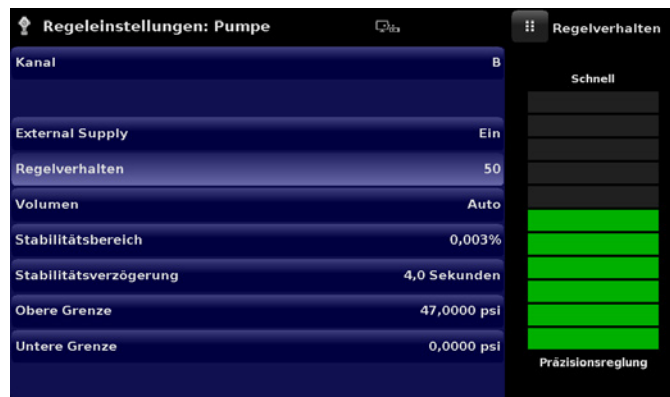 Regeleinstellungen: Pumpe
Regelverhalten
Kanal B
Schnell
External Supply Ein
Regelverhalten 50
Volumen Auto
Stabilitätsbereich 0,003%
Stabilitätsverzögerung 4,0 Sekunden
Obere Grenze 47,0000 psi
Untere Grenze 0,0000 psi
Präzisionsreglung